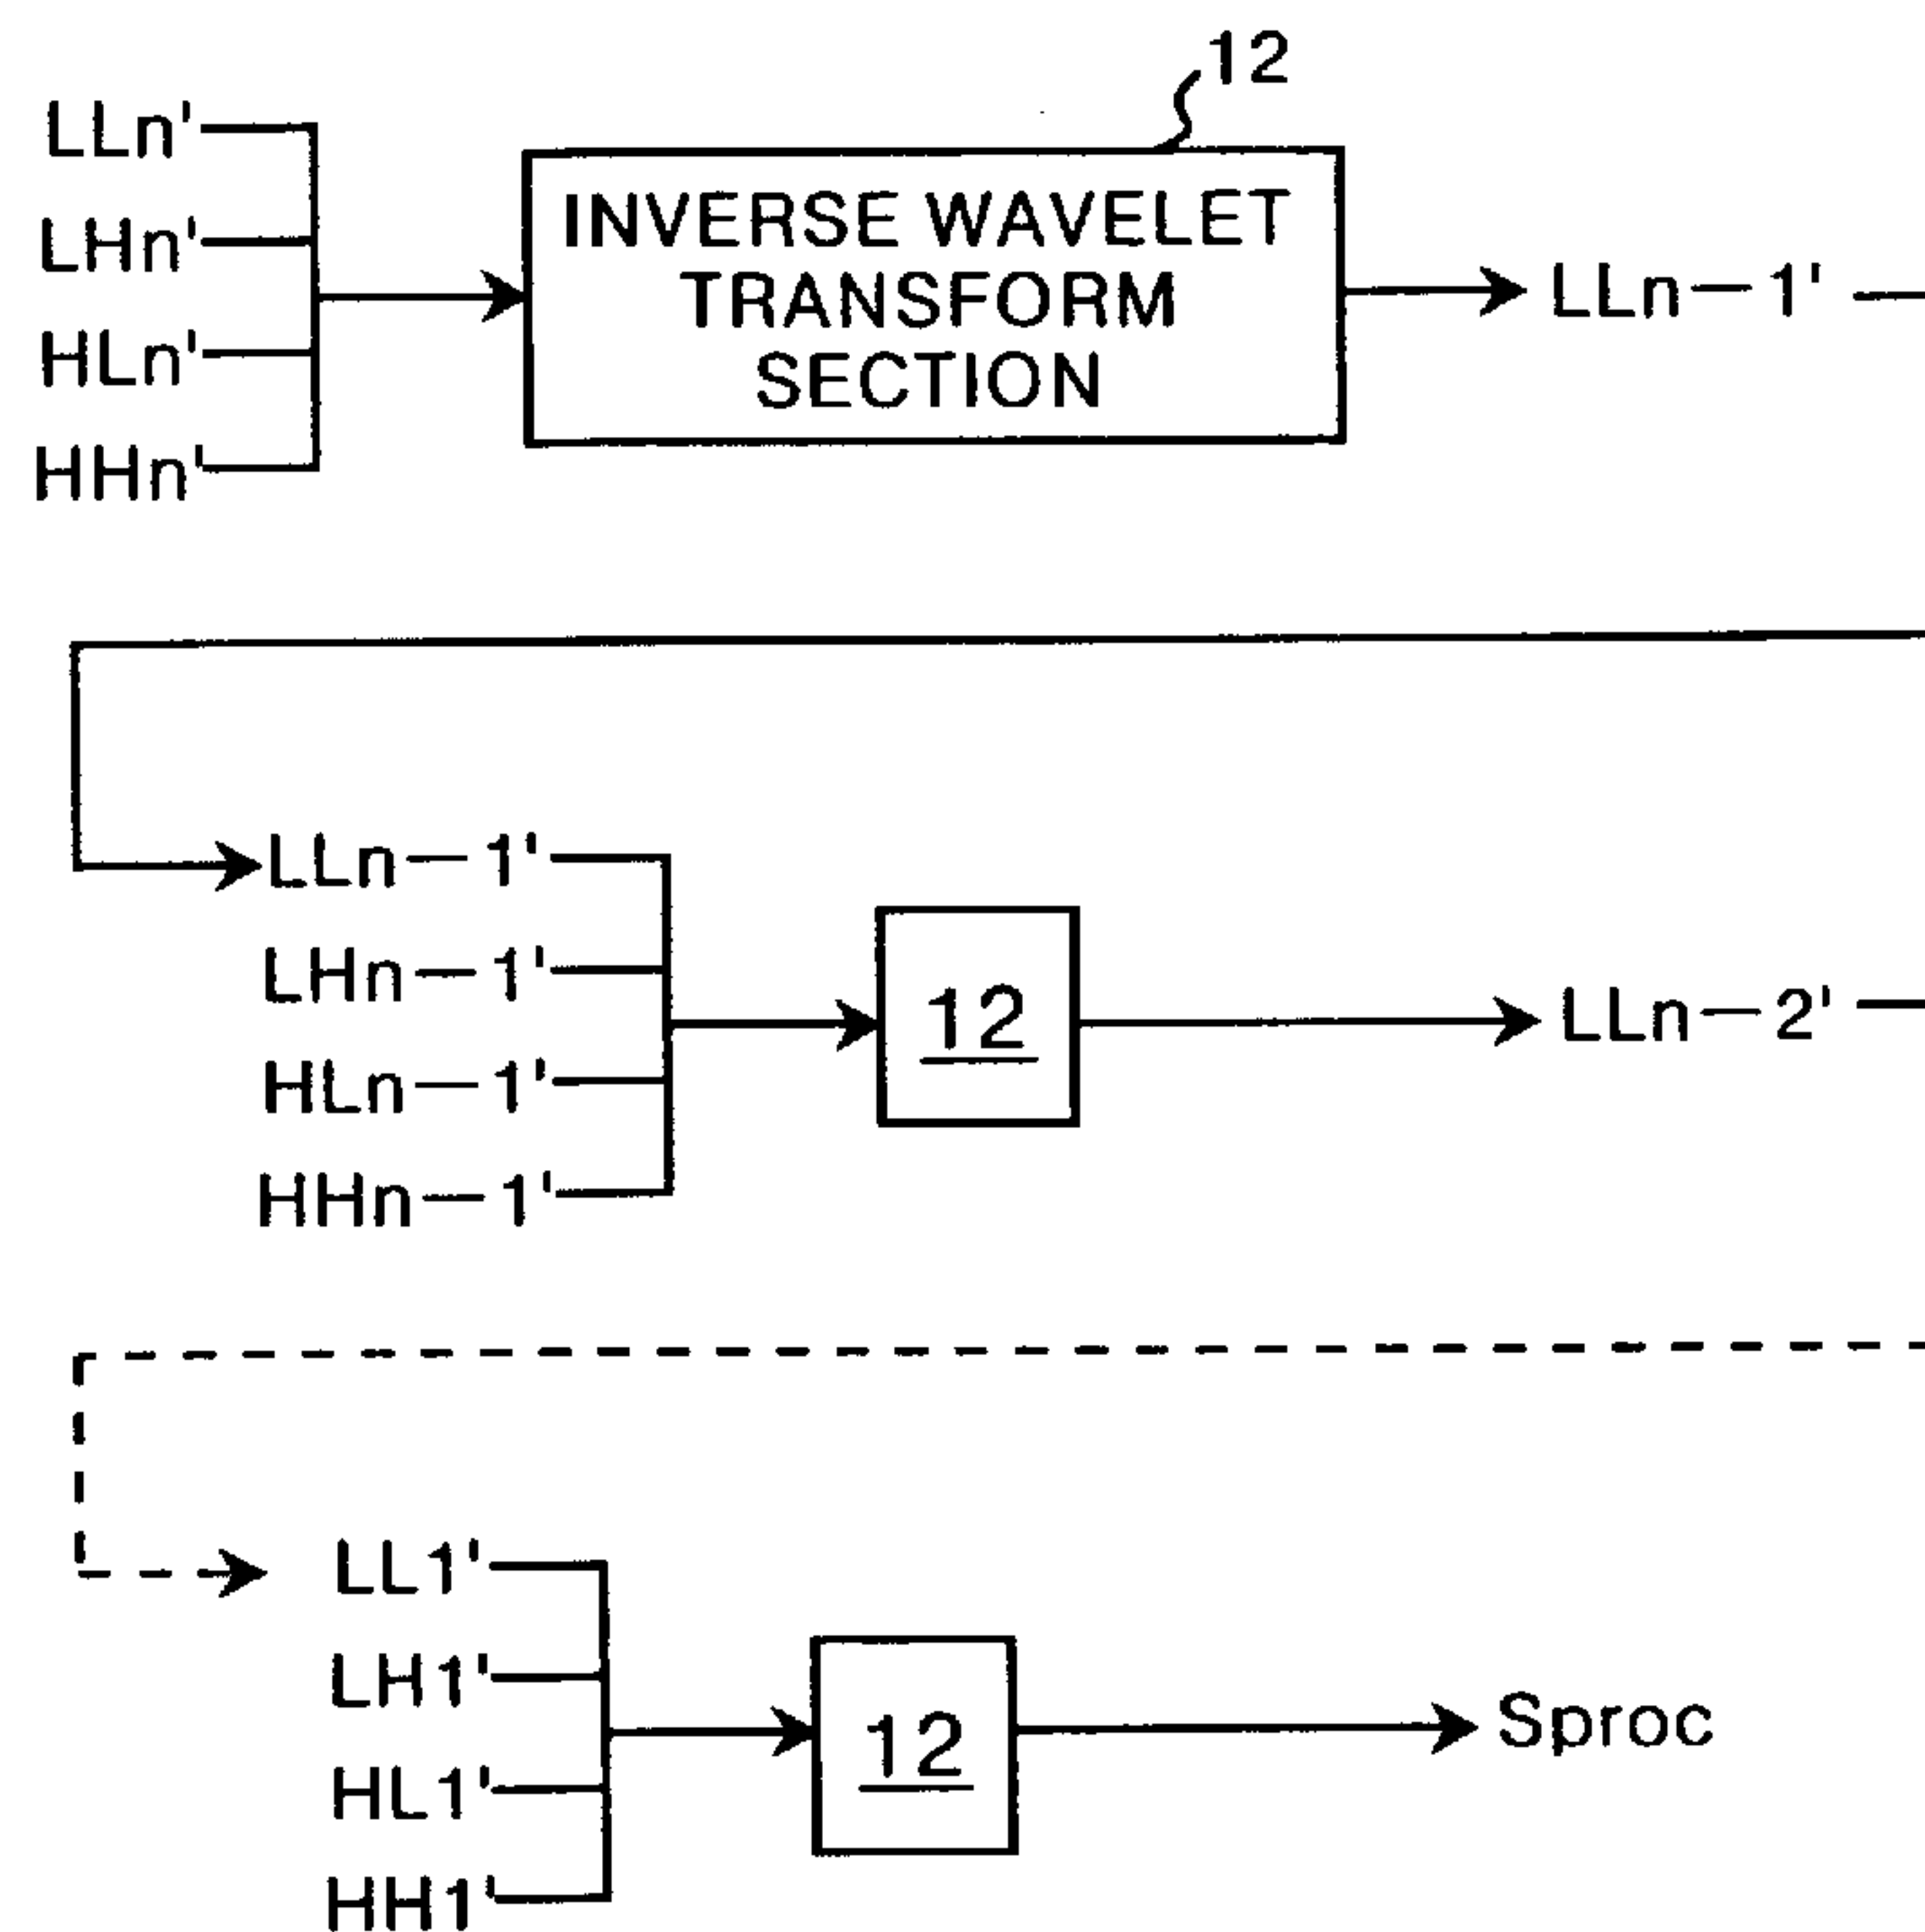 12
LLn'
LHn'
HLn'
HHn'
INVERSE WAVELET
TRANSFORM
SECTION
LLn—1'
LLn—1'
LHn—1'
HLn—1'
HHn—1'
12
LLn—2'
LL1'
LH1'
HL1'
HH1'
12
Sproc